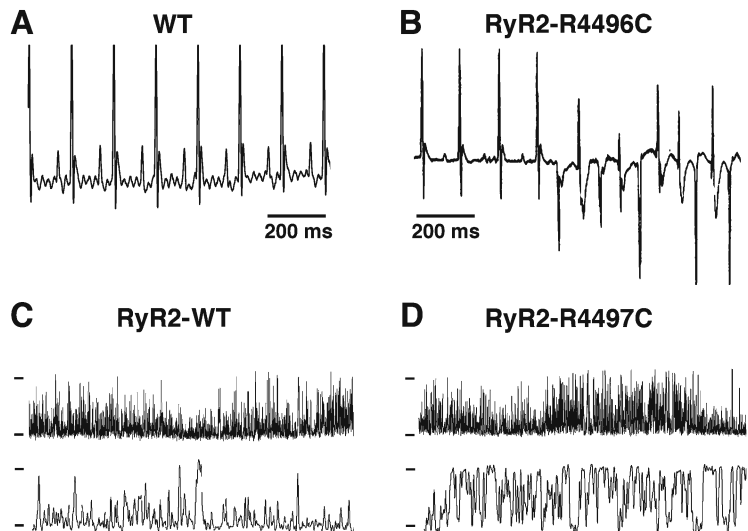 A WT
B RyR2-R4496C
200 ms
200 ms
C RyR2-WT
D RyR2-R4497C